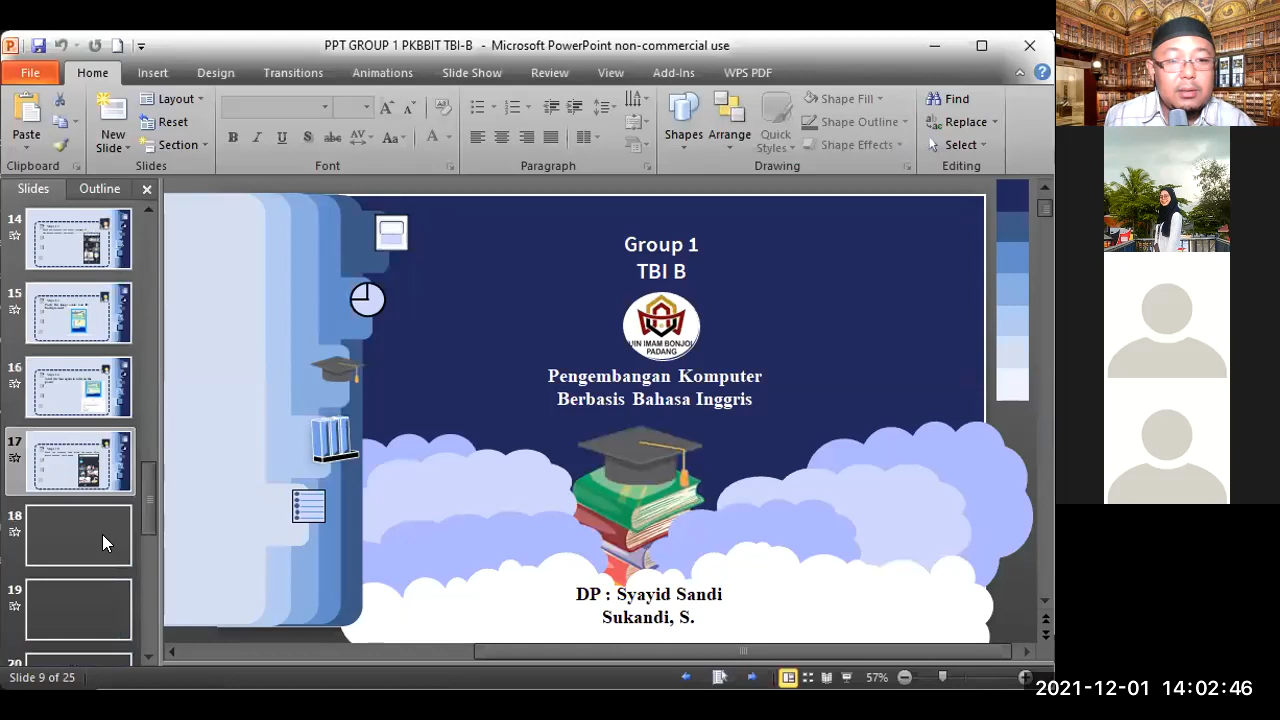 PPT GROUP 1 PKBBIT TBI-B - Microsoft PowerPoint non-commercial use
File Home Insert Design Transitions Animations Slide Show Review View Add-Ins WPS PDF
Paste
Clipboard
New Slide
Layout
Reset
Section
Slides
Font
Paragraph
Shapes
Arrange
Quick Styles
Shape Fill
Shape Outline
Shape Effects
Drawing
Find
Replace
Select
Editing
Slides Outline
14
15
16
17
18
19
20
Group 1
TBI B
UIN IMAM BONJOL
PADANG
Pengembangan Komputer
Berbasis Bahasa Inggris
DP : Syayid Sandi
Sukandi, S.
Slide 9 of 25
57%
2021-12-01 14:02:46